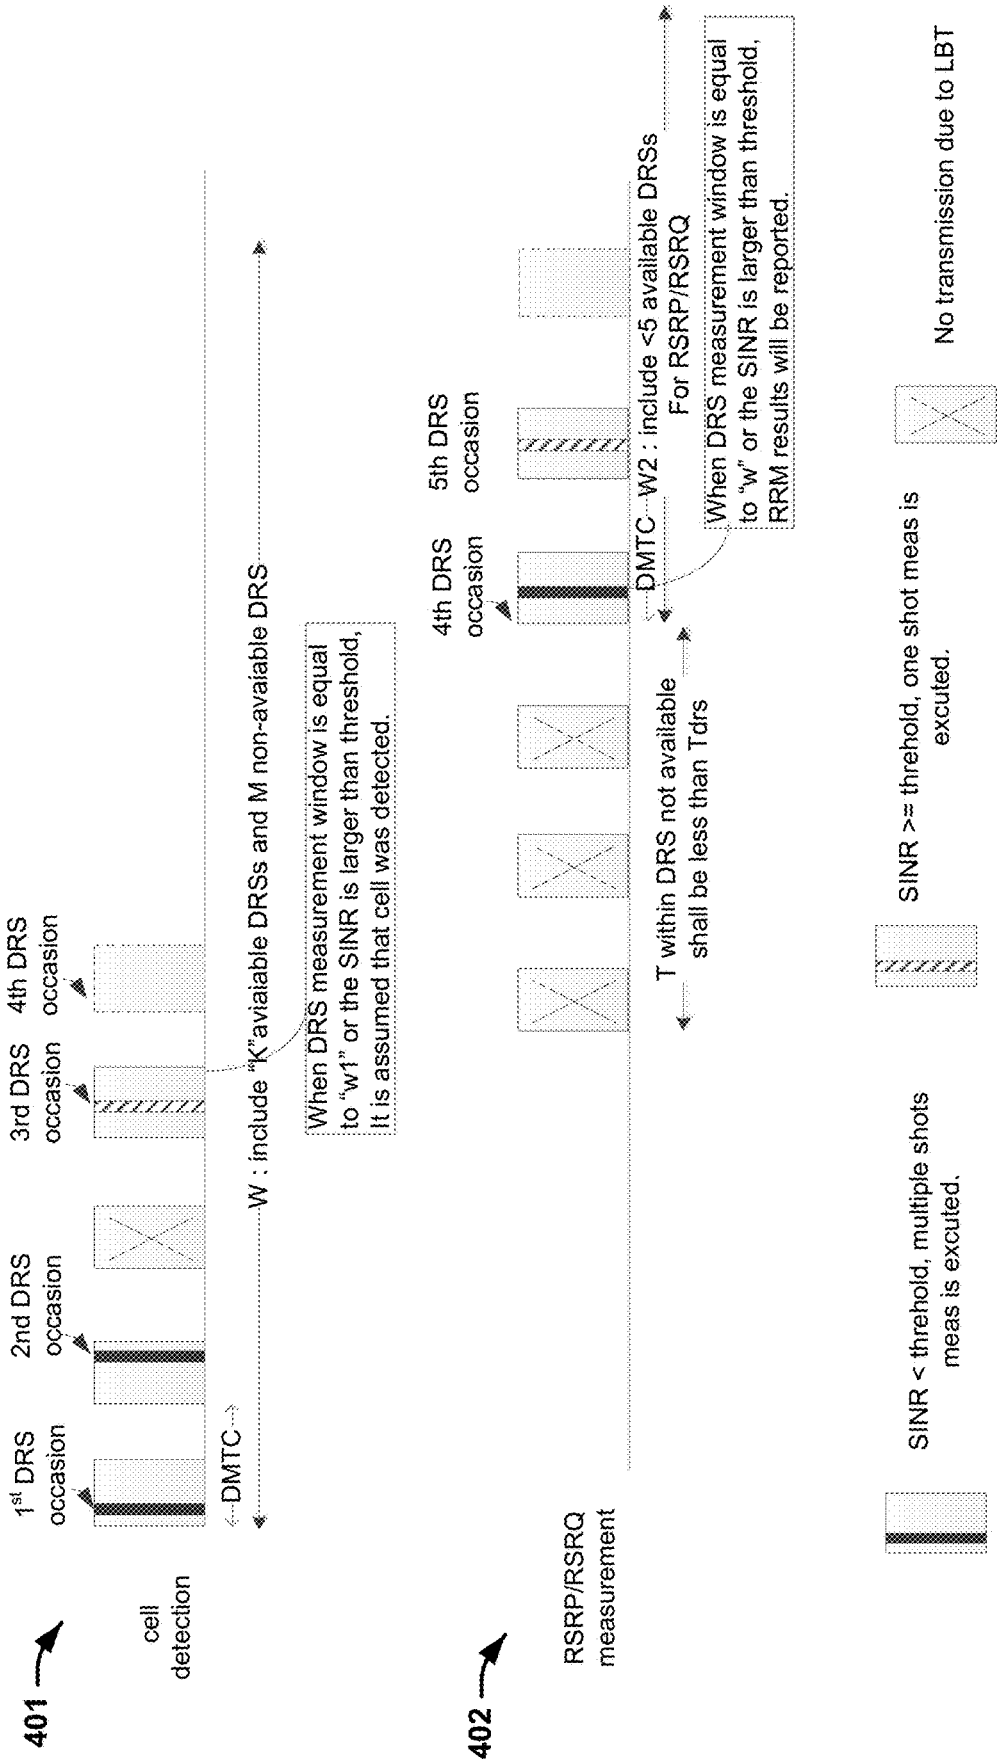 401
cell
detection
1st DRS
occasion
2nd DRS
occasion
3rd DRS
occasion
4th DRS
occasion
DMTC
W : include "K"aviaiable DRSs and M non-avaiable DRS
When DRS measurement window is equal
to "w1" or the SINR is larger than threshold,
It is assumed that cell was detected.
402
RSRP/RSRQ
measurement
4th DRS
occasion
5th DRS
occasion
T within DRS not available
shall be less than Tdrs
DMTC
W2 : include <5 available DRSs
For RSRP/RSRQ
When DRS measurement window is equal
to "w" or the SINR is larger than threshold,
RRM results will be reported.
SINR < threhold, multiple shots
meas is excuted.
SINR >= threhold, one shot meas is
excuted.
No transmission due to LBT